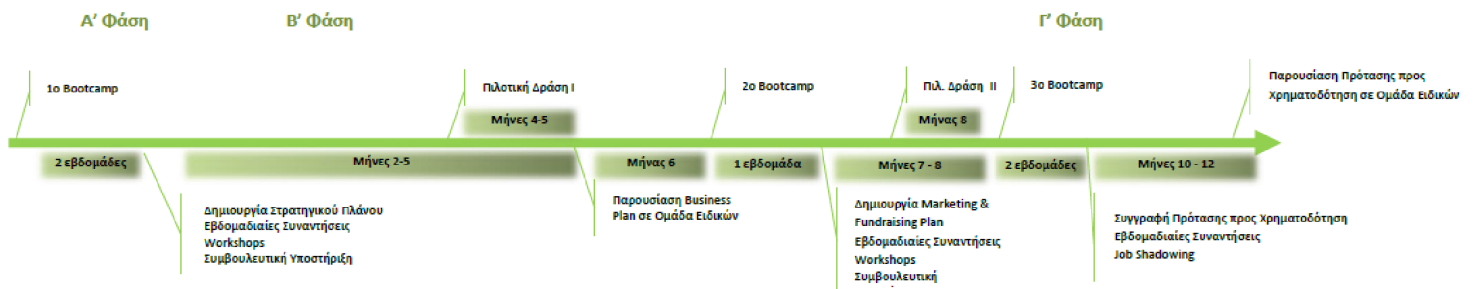 Α’ Φάση
Β’ Φάση
Γ’ Φάση
1ο Bootcamp
Πιλοτική Δράση Ι
2ο Bootcamp
Πιλ. Δράση ΙΙ
3ο Bootcamp
Παρουσίαση Πρότασης προς
Χρηματοδότηση σε Ομάδα Ειδικών
Μήνες 4-5
Μήνας 8
2 εβδομάδες
Μήνες 2-5
Μήνας 6
1 εβδομάδα
Μήνες 7 - 8
2 εβδομάδες
Μήνες 10 - 12
Δημιουργία Στρατηγικού Πλάνου
Εβδομαδιαίες Συναντήσεις
Workshops
Συμβουλευτική Υποστήριξη
Παρουσίαση Business
Plan σε Ομάδα Ειδικών
Δημιουργία Marketing &
Fundraising Plan
Εβδομαδιαίες Συναντήσεις
Workshops
Συμβουλευτική
Συγγραφή Πρότασης προς Χρηματοδότηση
Εβδομαδιαίες Συναντήσεις
Job Shadowing